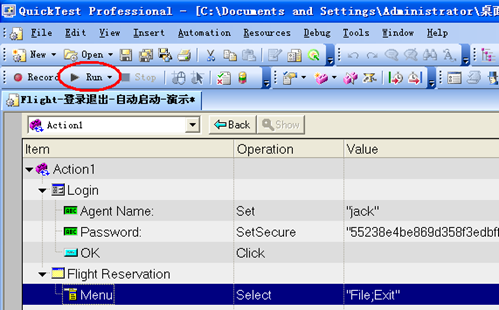 QuickTest Professional - [C:\Documents and Settings\Administrator\桌面
File Edit View Insert Automation Resources Debug Tools Window Help
New Open
Record Run Stop
Flight-登录退出-自动启动-演示*
Action1 Back Show
Item Operation Value
Action1
Login
Agent Name: Set "jack"
Password: SetSecure "55238e4be869d358f3edbff
OK Click
Flight Reservation
Menu Select "File;Exit"